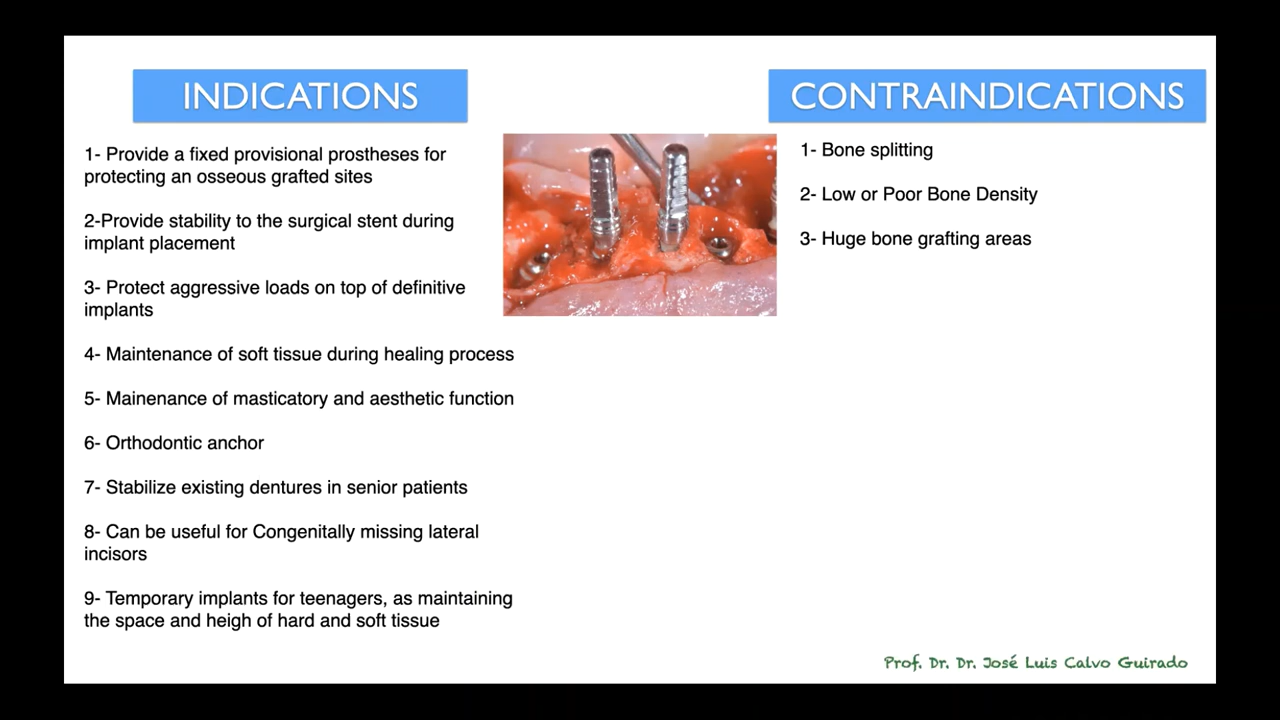 INDICATIONS
1- Provide a fixed provisional prostheses for
protecting an osseous grafted sites
2-Provide stability to the surgical stent during
implant placement
3- Protect aggressive loads on top of definitive
implants
4- Maintenance of soft tissue during healing process
5- Mainenance of masticatory and aesthetic function
6- Orthodontic anchor
7- Stabilize existing dentures in senior patients
8- Can be useful for Congenitally missing lateral
incisors
9- Temporary implants for teenagers, as maintaining
the space and heigh of hard and soft tissue
CONTRAINDICATIONS
1- Bone splitting
2- Low or Poor Bone Density
3- Huge bone grafting areas
Prof. Dr. Dr. José Luis Calvo Guirado